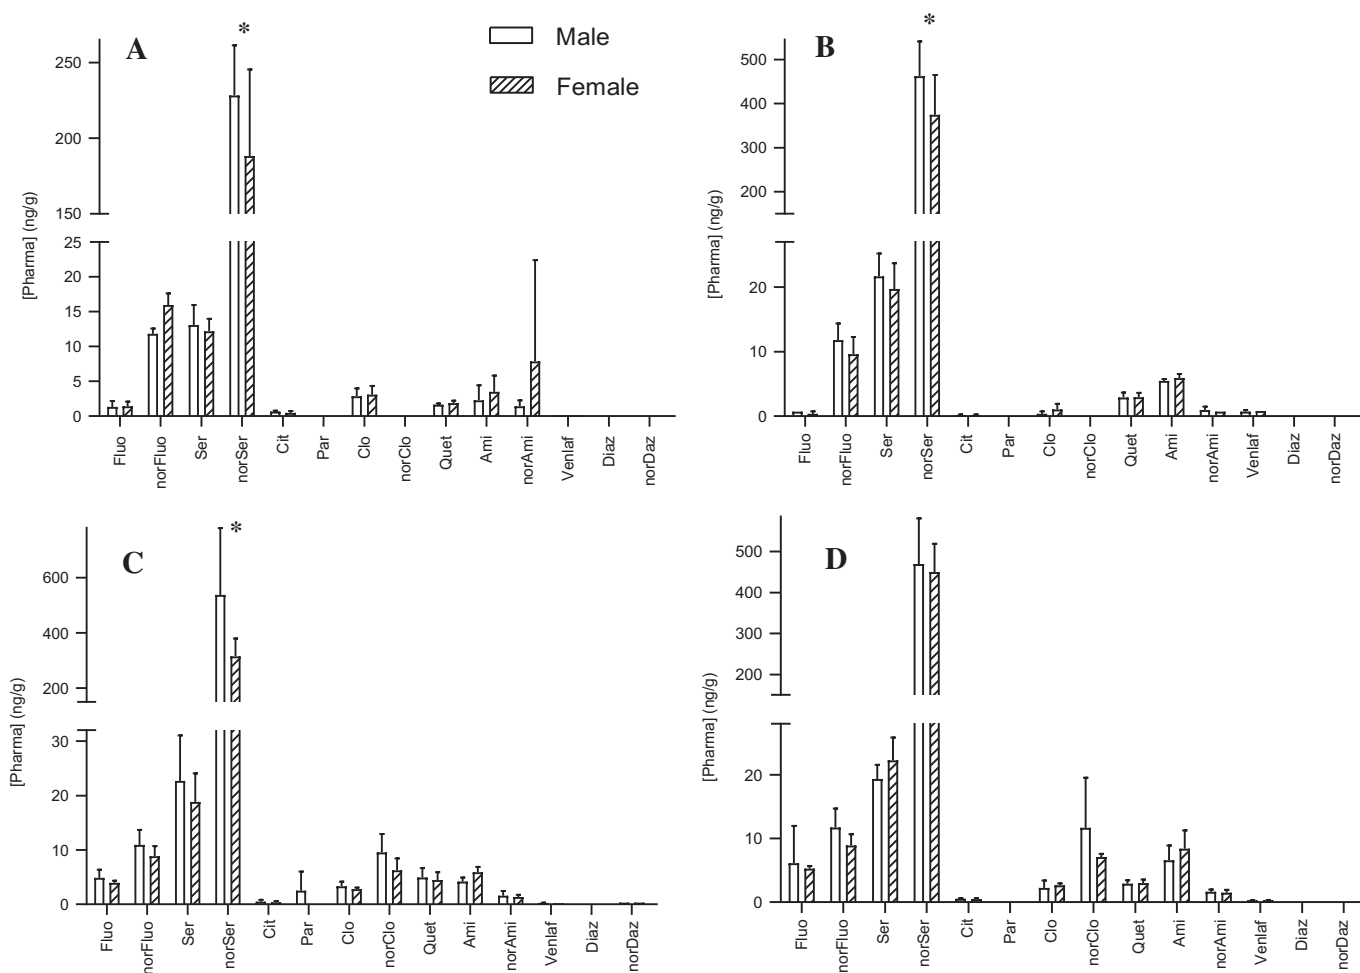 A
*
Male
Female
[Pharma] (ng/g)
250
200
150
25
20
15
10
5
0
Fluo
norFluo
Ser
norSer
Cit
Par
Clo
norClo
Quet
Ami
norAmi
Venlaf
Diaz
norDaz
B
*
[Pharma] (ng/g)
500
400
300
200
20
10
0
Fluo
norFluo
Ser
norSer
Cit
Par
Clo
norClo
Quet
Ami
norAmi
Venlaf
Diaz
norDaz
C
*
[Pharma] (ng/g)
600
400
200
30
20
10
0
Fluo
norFluo
Ser
norSer
Cit
Par
Clo
norClo
Quet
Ami
norAmi
Venlaf
Diaz
norDaz
D
[Pharma] (ng/g)
500
400
300
200
20
10
0
Fluo
norFluo
Ser
norSer
Cit
Par
Clo
norClo
Quet
Ami
norAmi
Venlaf
Diaz
norDaz